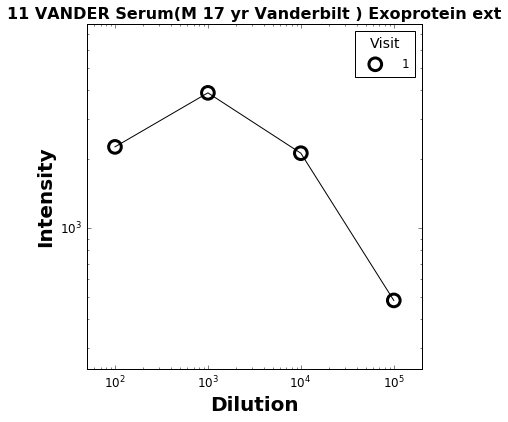 11 VANDER Serum(M 17 yr Vanderbilt ) Exoprotein ext
Visit
1
Intensity
10³
10² 10³ 10⁴ 10⁵
Dilution